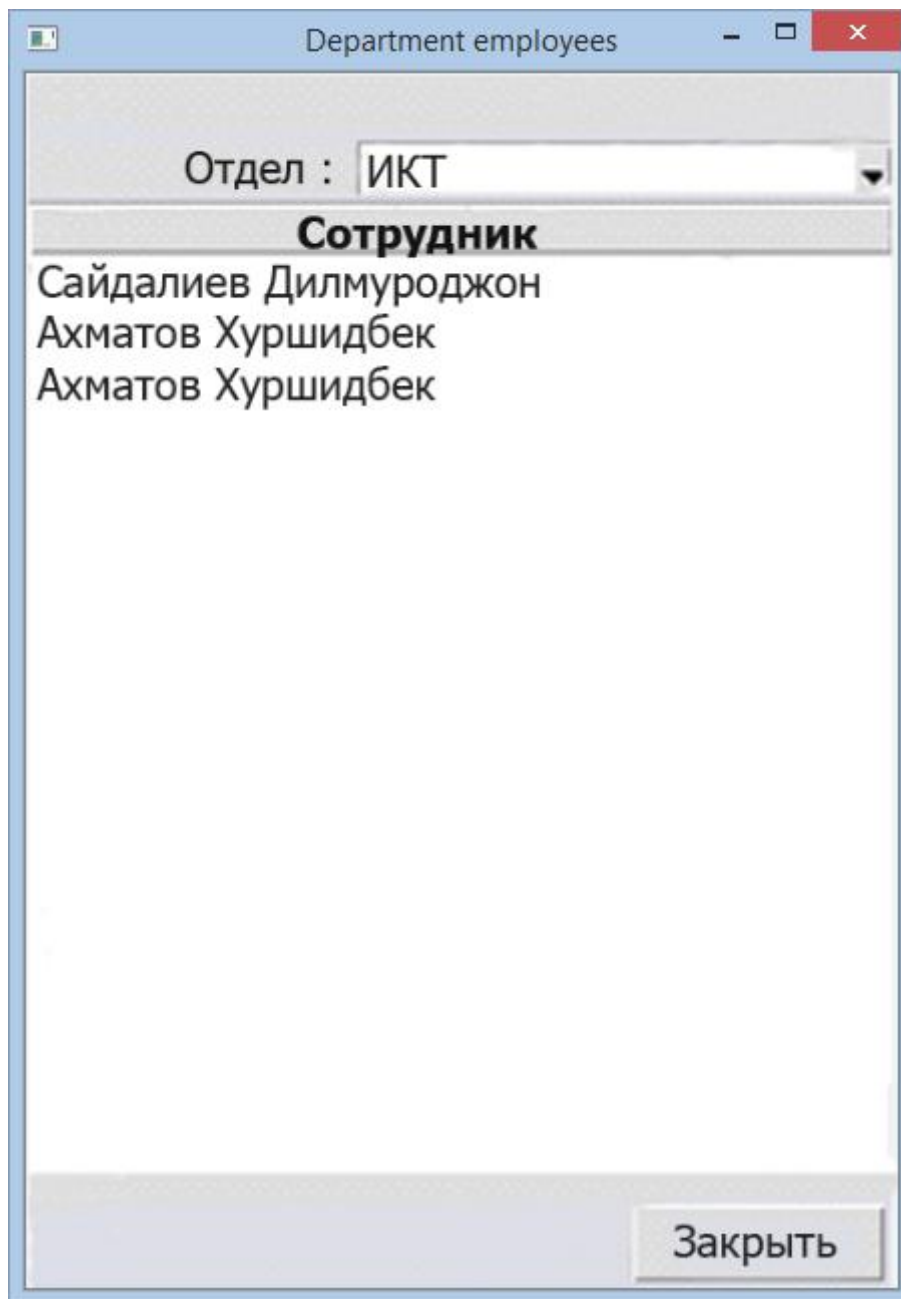 Department employees
Отдел : ИКТ
Сотрудник
Сайдалиев Дилмуроджон
Ахматов Хуршидбек
Ахматов Хуршидбек
Закрыть